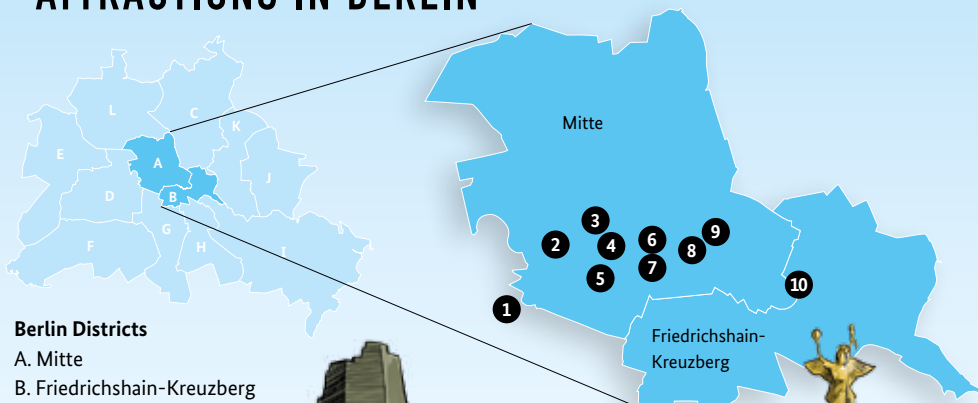 ATTRACTIONS IN BERLIN
L
C
K
E
A
J
D
B
G
F
H
I
Mitte
3
9
2
4
6
8
5
7
10
1
Friedrichshain-
Kreuzberg
Berlin Districts
A. Mitte
B. Friedrichshain-Kreuzberg